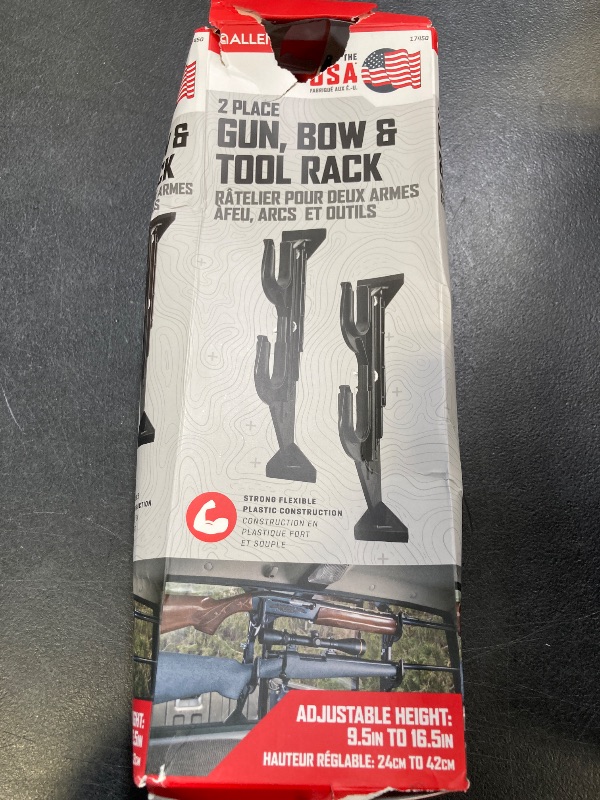 ALLEN
17450
THE
USA
FABRIQUÉ AUX É.-U.
2 PLACE
GUN, BOW &
TOOL RACK
RÂTELIER POUR DEUX ARMES
ÀFEU, ARCS ET OUTILS
STRONG FLEXIBLE
PLASTIC CONSTRUCTION
CONSTRUCTION EN
PLASTIQUE FORT
ET SOUPLE
ADJUSTABLE HEIGHT:
9.5IN TO 16.5IN
HAUTEUR RÉGLABLE: 24CM TO 42CM
&
ARMES